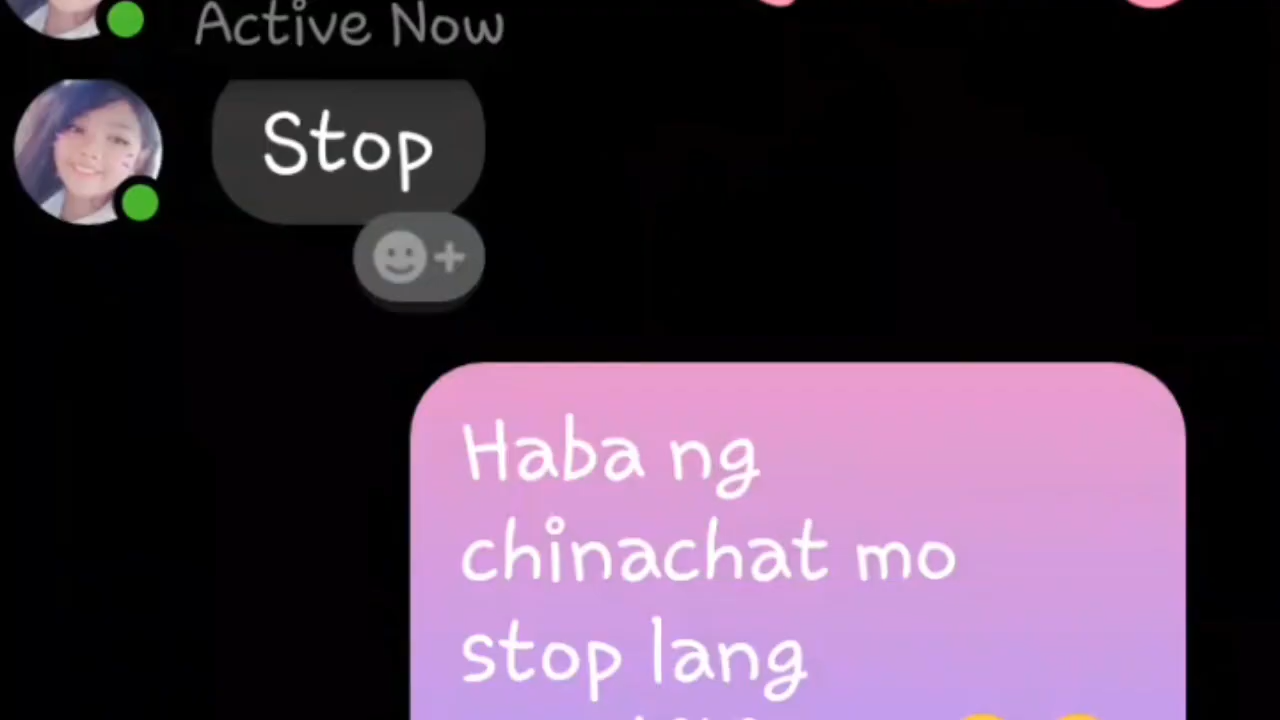 Active Now
Stop
Haba ng
chinachat mo
stop lang